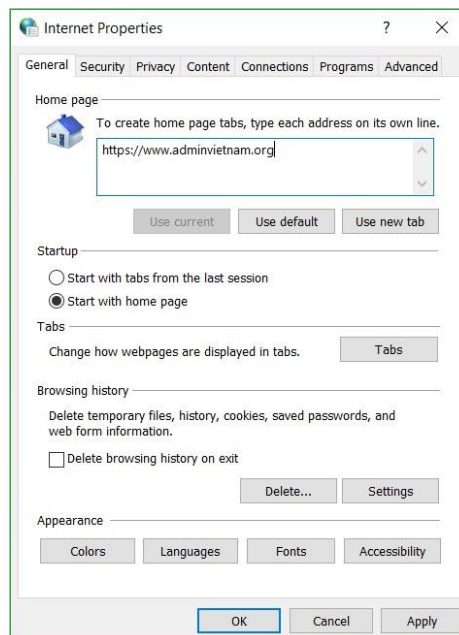 Internet Properties
?
General Security Privacy Content Connections Programs Advanced
Home page
To create home page tabs, type each address on its own line.
https://www.adminvietnam.org
Use current Use default Use new tab
Startup
Start with tabs from the last session
Start with home page
Tabs
Change how webpages are displayed in tabs. Tabs
Browsing history
Delete temporary files, history, cookies, saved passwords, and
web form information.
Delete browsing history on exit
Delete... Settings
Appearance
Colors Languages Fonts Accessibility
OK Cancel Apply